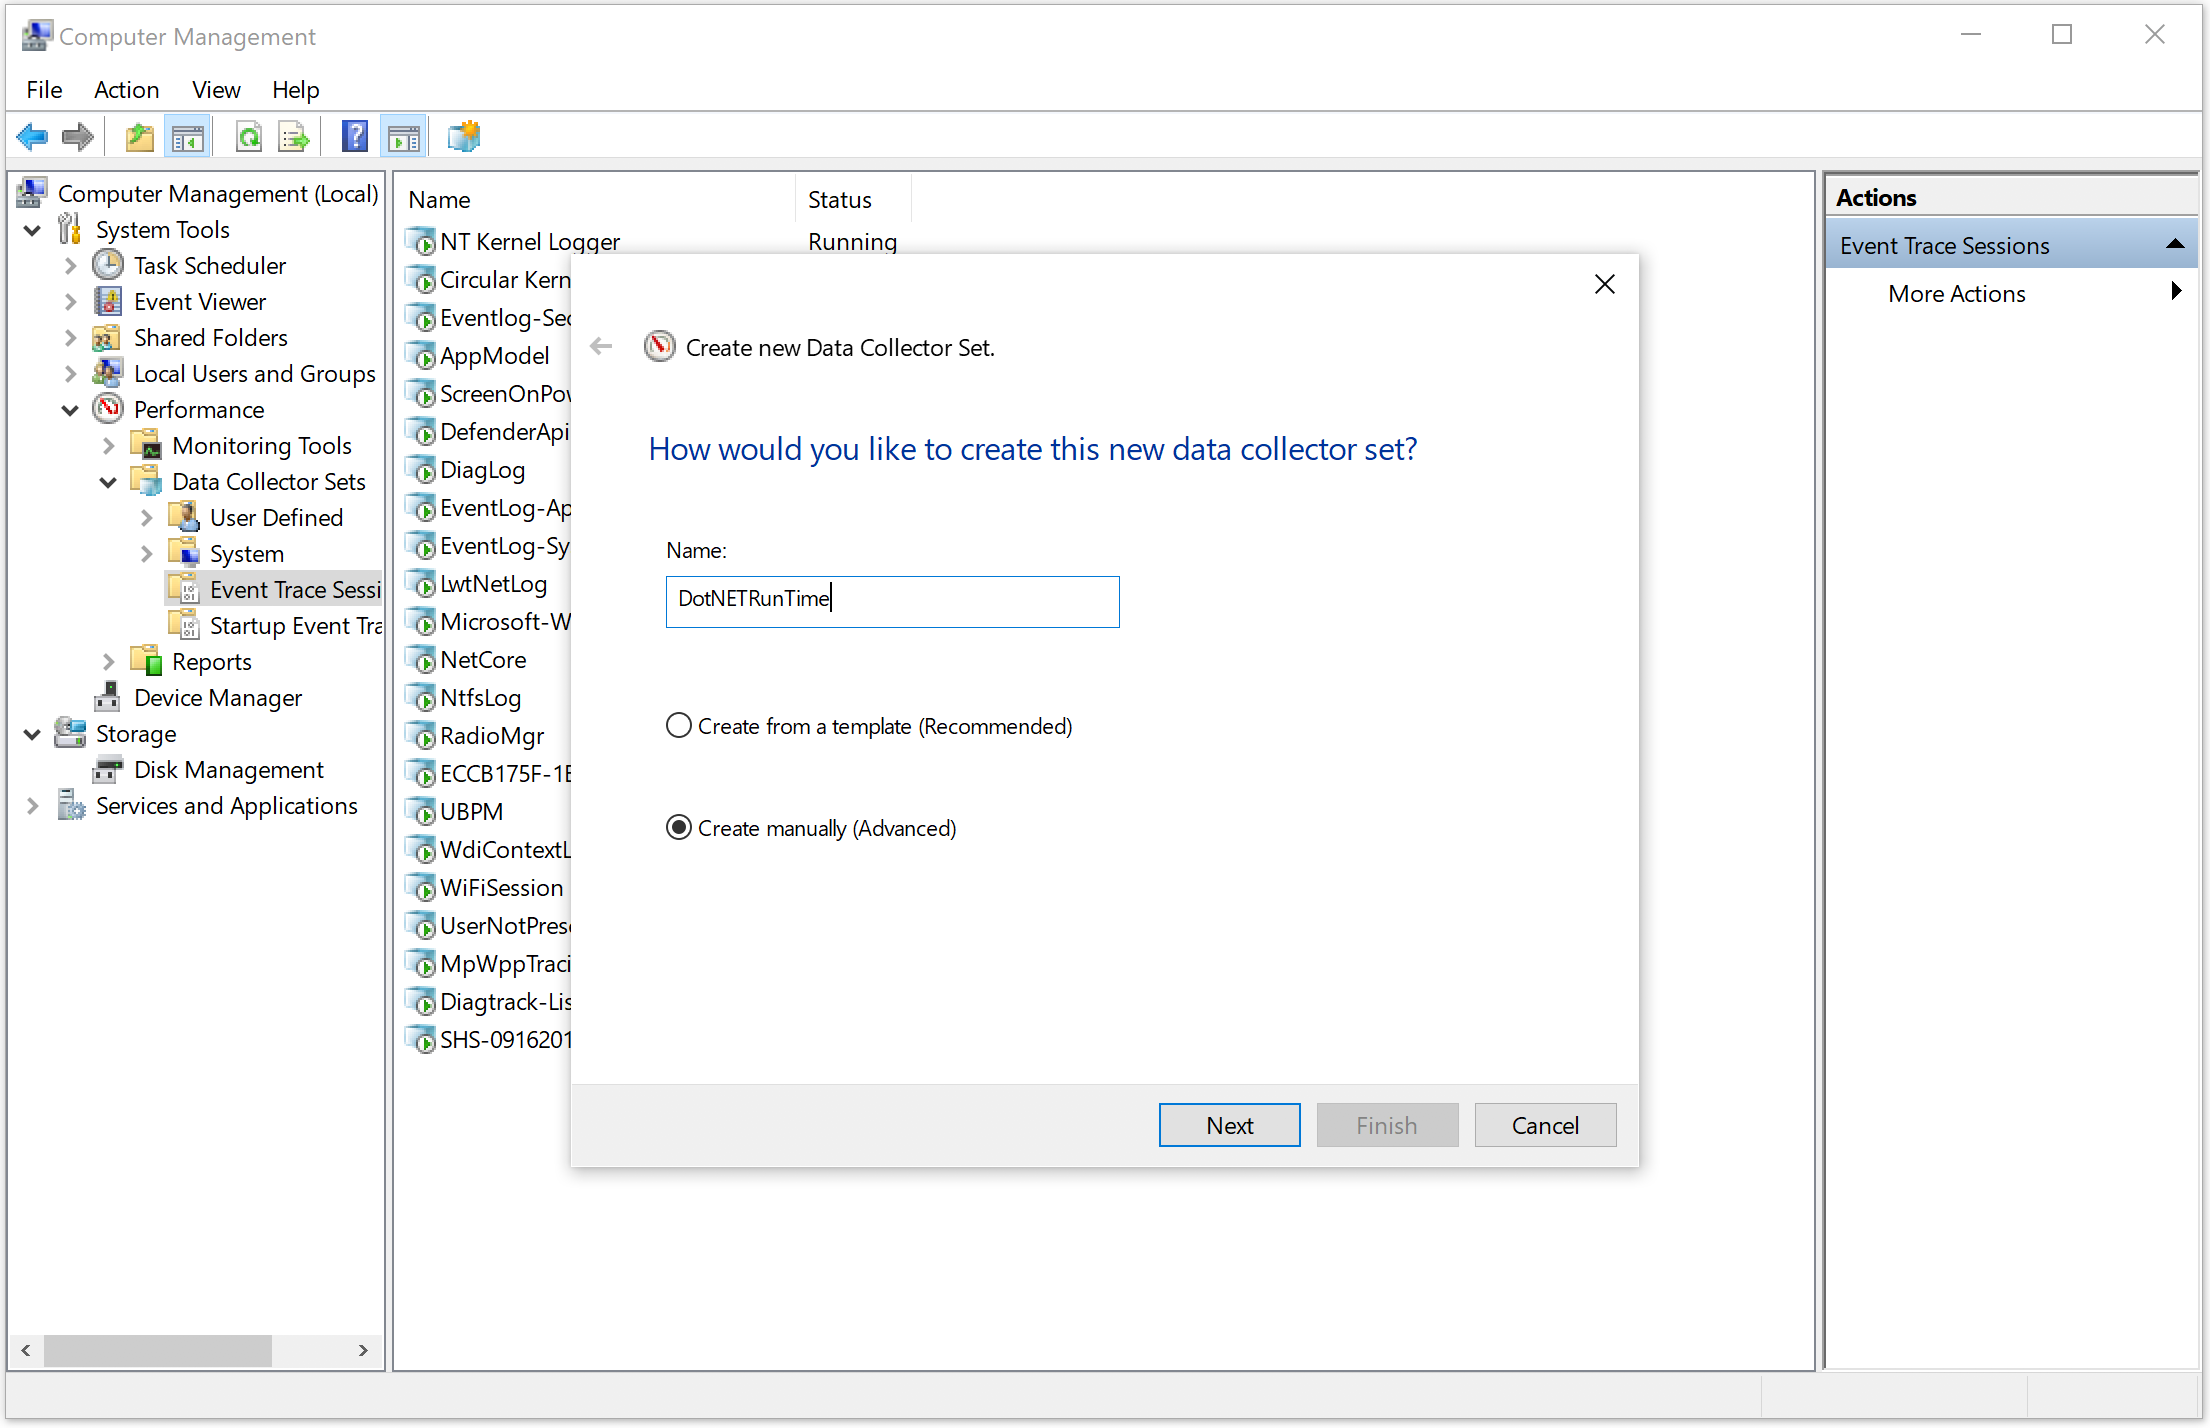 Computer Management
File Action View Help
Computer Management (Local)
System Tools
Task Scheduler
Event Viewer
Shared Folders
Local Users and Groups
Performance
Monitoring Tools
Data Collector Sets
User Defined
System
Event Trace Sessi
Startup Event Tra
Reports
Device Manager
Storage
Disk Management
Services and Applications
Name Status
NT Kernel Logger Running
Circular Kern
Eventlog-Sec
AppModel
ScreenOnPow
DefenderApi
DiagLog
EventLog-Ap
EventLog-Sy
LwtNetLog
Microsoft-W
NetCore
NtfsLog
RadioMgr
ECCB175F-1E
UBPM
WdiContextL
WiFiSession
UserNotPrese
MpWppTraci
Diagtrack-Lis
SHS-0916201
Create new Data Collector Set.
How would you like to create this new data collector set?
Name:
DotNETRunTime
Create from a template (Recommended)
Create manually (Advanced)
Next Finish Cancel
Actions
Event Trace Sessions
More Actions